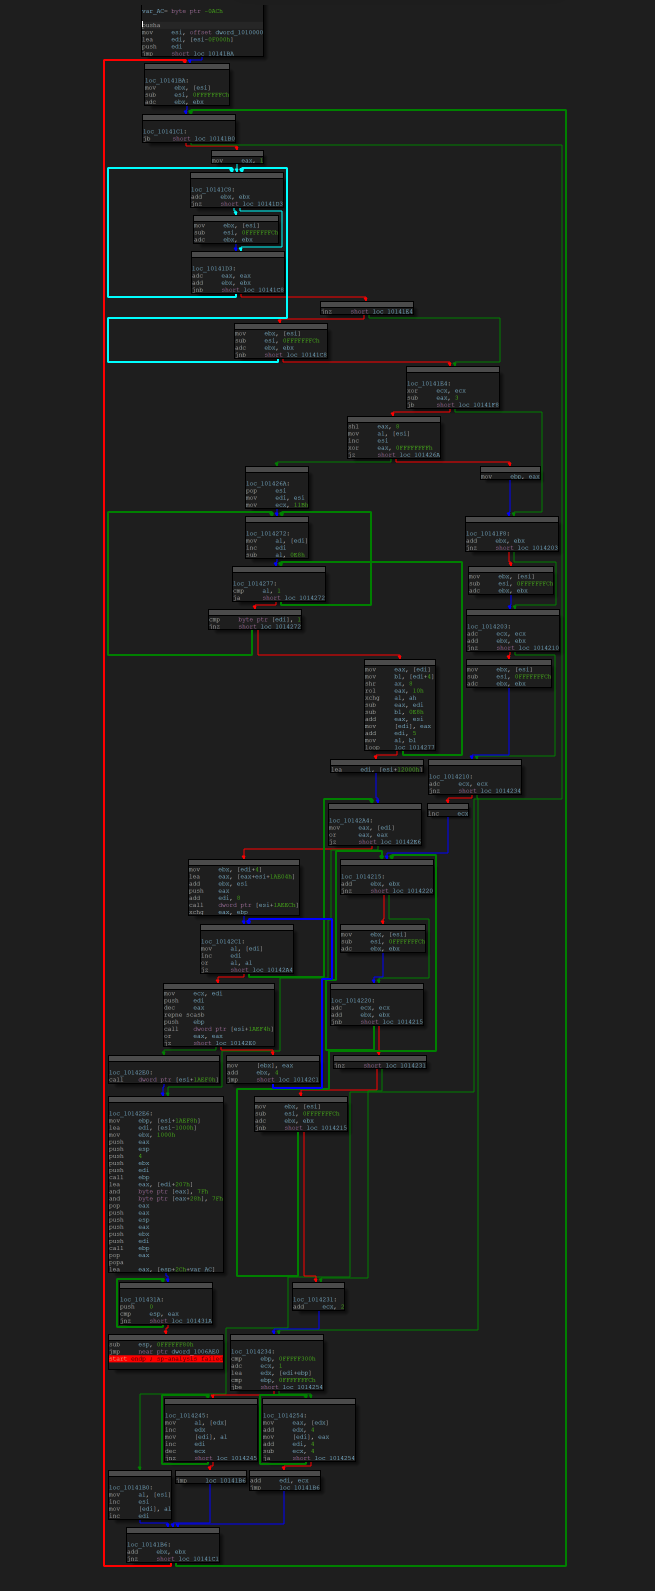 var_AC= byte ptr -0ACh
pusha
mov esi, offset dword_1010000
lea edi, [esi-0F000h]
push edi
jmp short loc_10141BA
loc_10141BA:
mov ebx, [esi]
sub esi, 0FFFFFFFCh
adc ebx, ebx
loc_10141C1:
jb short loc_10141B0
mov eax, 1
loc_10141C8:
add ebx, ebx
jnz short loc_10141D3
mov ebx, [esi]
sub esi, 0FFFFFFFCh
adc ebx, ebx
loc_10141D3:
adc eax, eax
add ebx, ebx
jnb short loc_10141C8
jnz short loc_10141E4
mov ebx, [esi]
sub esi, 0FFFFFFFCh
adc ebx, ebx
jnb short loc_10141C8
loc_10141E4:
xor ecx, ecx
sub eax, 3
jb short loc_10141F8
shl eax, 8
mov al, [esi]
inc esi
xor eax, 0FFFFFFFFh
jz short loc_101426A
mov ebp, eax
loc_101426A:
pop esi
mov edi, esi
mov ecx,
loc_10141F8:
add ebx, ebx
jnz short loc_1014203
loc_1014272:
mov al, [edi]
inc edi
sub al, 0E8h
mov ebx, [esi]
sub esi, 0FFFFFFFCh
adc ebx, ebx
loc_1014277:
cmp al, 1
ja short loc_1014272
cmp byte ptr [edi], 1
jnz short loc_1014272
loc_1014203:
adc ecx, ecx
add ebx, ebx
jnz short loc_1014210
mov ebx, [esi]
sub esi, 0FFFFFFFCh
adc ebx, ebx
mov eax, [edi]
mov bl, [edi+4]
shr ax, 8
rol eax, 10h
xchg al, ah
sub eax, edi
sub bl, 0E8h
add eax, esi
mov [edi], eax
add edi, 5
mov al, bl
loop loc_1014277
lea edi, [esi+12000h]
loc_1014210:
adc ecx, ecx
jnz short loc_1014234
inc ecx
loc_10142A4:
mov eax, [edi]
or eax, eax
jz short loc_10142E6
mov ebx, [edi+4]
lea eax, [eax+esi+1AE04h]
add ebx, esi
push eax
add edi, 8
call dword ptr [esi+1AEECh]
xchg eax, ebp
loc_1014215:
add ebx, ebx
jnz short loc_1014220
loc_10142C1:
mov al, [edi]
inc edi
or al, al
jz short loc_10142A4
mov ebx, [esi]
sub esi, 0FFFFFFFCh
adc ebx, ebx
mov ecx, edi
push edi
dec eax
repne scasb
push ebp
call dword ptr [esi+1AEF4h]
or eax, eax
jz short loc_10142E0
loc_1014220:
adc ecx, ecx
add ebx, ebx
jnb short loc_1014215
loc_10142E0:
call dword ptr [esi+1AEF0h]
mov [ebx], eax
add ebx, 4
jmp short loc_10142C1
jnz short loc_1014231
mov ebx, [esi]
sub esi, 0FFFFFFFCh
adc ebx, ebx
jnb short loc_1014215
loc_10142E6:
mov ebp, [esi+1AEF8h]
lea edi, [esi-1000h]
mov ebx, 1000h
push eax
push esp
push 4
push ebx
push edi
call ebp
lea eax, [edi+207h]
and byte ptr [eax], 7Fh
and byte ptr [eax+28h], 7Fh
pop eax
push eax
push esp
push eax
push ebx
push edi
call ebp
pop eax
popa
lea eax, [esp+2Ch+var_AC]
loc_101431A:
push 0
cmp esp, eax
jnz short loc_101431A
loc_1014231:
add ecx, 2
sub esp, 0FFFFFF80h
jmp near ptr dword_1006AE0
loc_1014234:
cmp ebp, 0FFFFF300h
adc ecx, 1
lea edx, [edi+ebp]
cmp ebp, 0FFFFFFFCh
jbe short loc_1014254
loc_1014245:
mov al, [edx]
inc edx
mov [edi], al
inc edi
dec ecx
jnz short loc_1014245
loc_1014254:
mov eax, [edx]
add edx, 4
mov [edi], eax
add edi, 4
sub ecx, 4
ja short loc_1014254
loc_10141B0:
mov al, [esi]
inc esi
mov [edi], al
inc edi
jmp loc_10141B6
add edi, ecx
jmp loc_10141B6
loc_10141B6:
add ebx, ebx
jnz short loc_10141C1